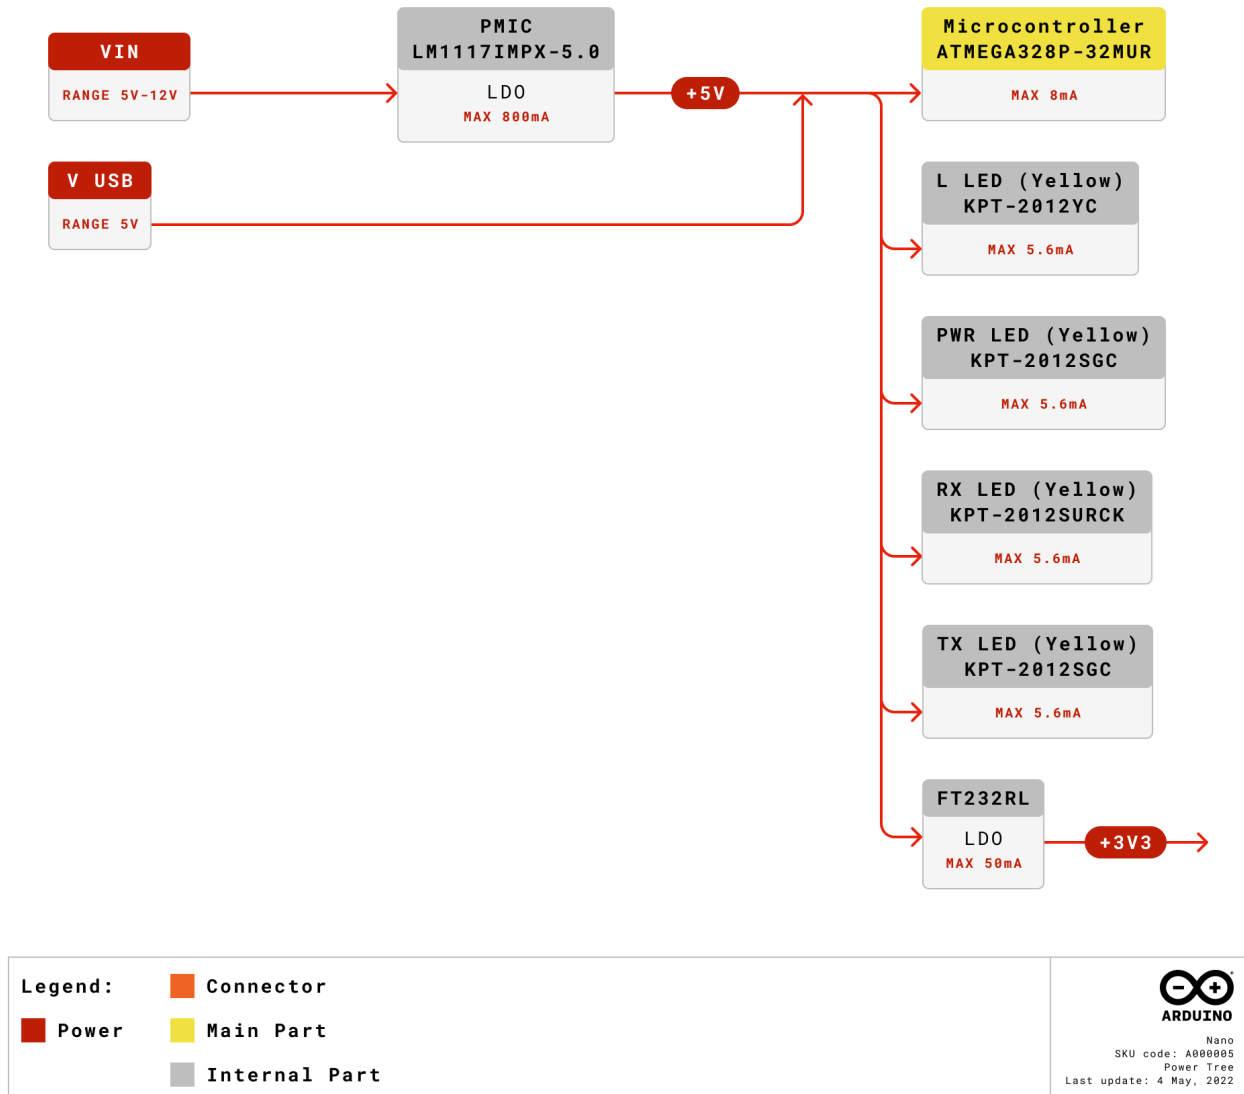 VIN
RANGE 5V-12V
PMIC
LM1117IMPX-5.0
LDO
MAX 800mA
+5V
Microcontroller
ATMEGA328P-32MUR
MAX 8mA
V USB
RANGE 5V
L LED (Yellow)
KPT-2012YC
MAX 5.6mA
PWR LED (Yellow)
KPT-2012SGC
MAX 5.6mA
RX LED (Yellow)
KPT-2012SURCK
MAX 5.6mA
TX LED (Yellow)
KPT-2012SGC
MAX 5.6mA
FT232RL
LDO
MAX 50mA
+3V3
Legend:
Power
Connector
Main Part
Internal Part
ARDUINO
Nano
SKU code: A000005
Power Tree
Last update: 4 May, 2022